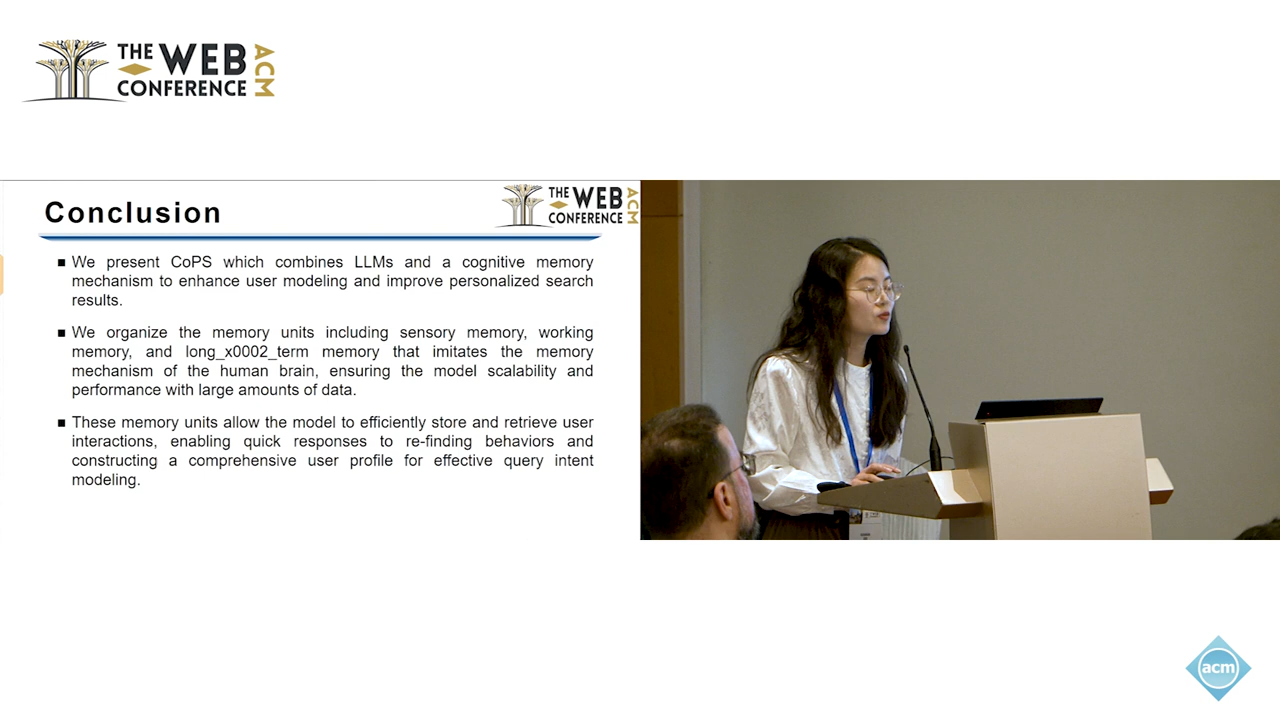 THE WEB
CONFERENCE
ACM
THE WEB
CONFERENCE
ACM
Conclusion
■ We present CoPS which combines LLMs and a cognitive memory
mechanism to enhance user modeling and improve personalized search
results.
■ We organize the memory units including sensory memory, working
memory, and long_x0002_term memory that imitates the memory
mechanism of the human brain, ensuring the model scalability and
performance with large amounts of data.
■ These memory units allow the model to efficiently store and retrieve user
interactions, enabling quick responses to re-finding behaviors and
constructing a comprehensive user profile for effective query intent
modeling.
acm